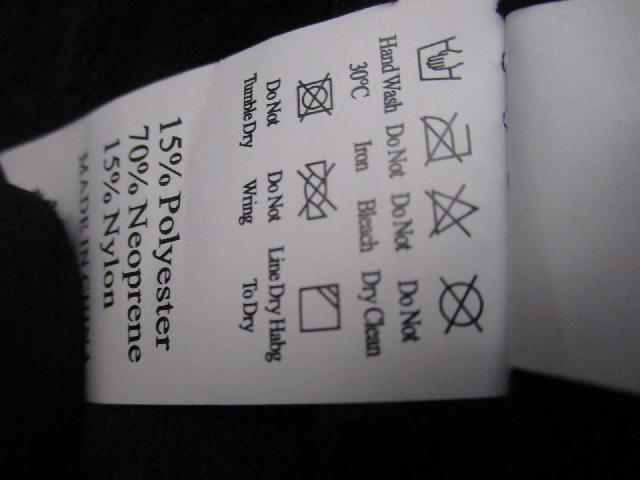 Hand Wash Do Not Do Not Do Not
30°C Iron Bleach Dry Clean
Do Not Do Not Line Dry Habg
Tumble Dry Wring To Dry
15% Polyester
70% Neoprene
15% Nylon
MADE IN CHINA